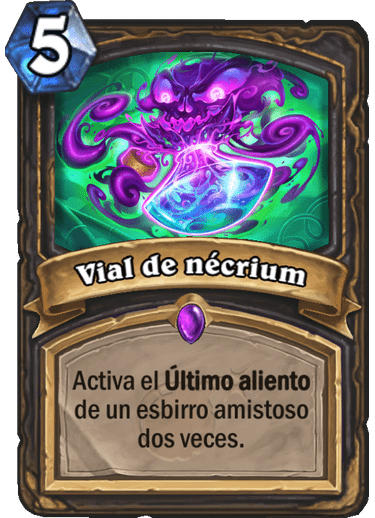 5
Vial de nécrium
Activa el Último aliento
de un esbirro amistoso
dos veces.